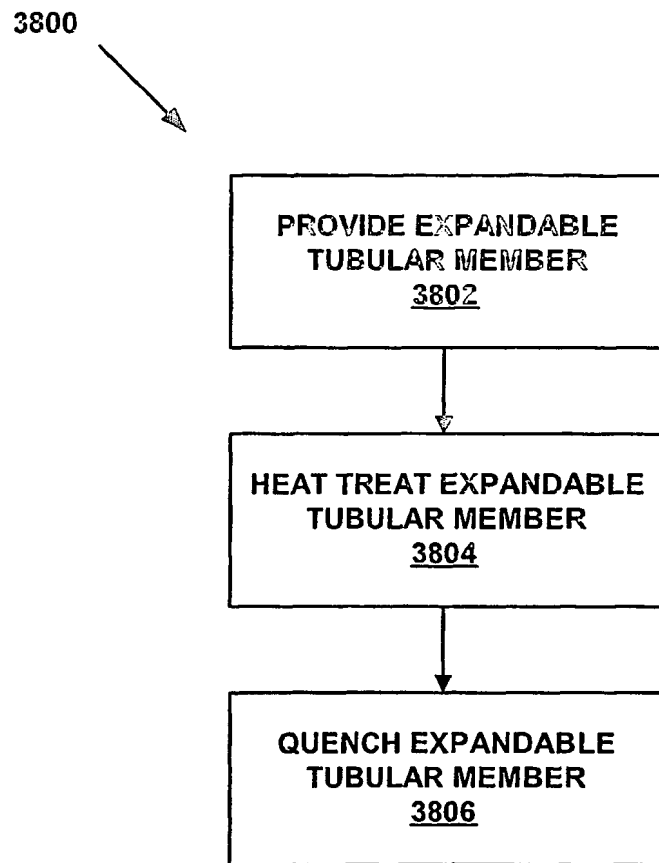 3800
PROVIDE EXPANDABLE
TUBULAR MEMBER
3802
HEAT TREAT EXPANDABLE
TUBULAR MEMBER
3804
QUENCH EXPANDABLE
TUBULAR MEMBER
3806